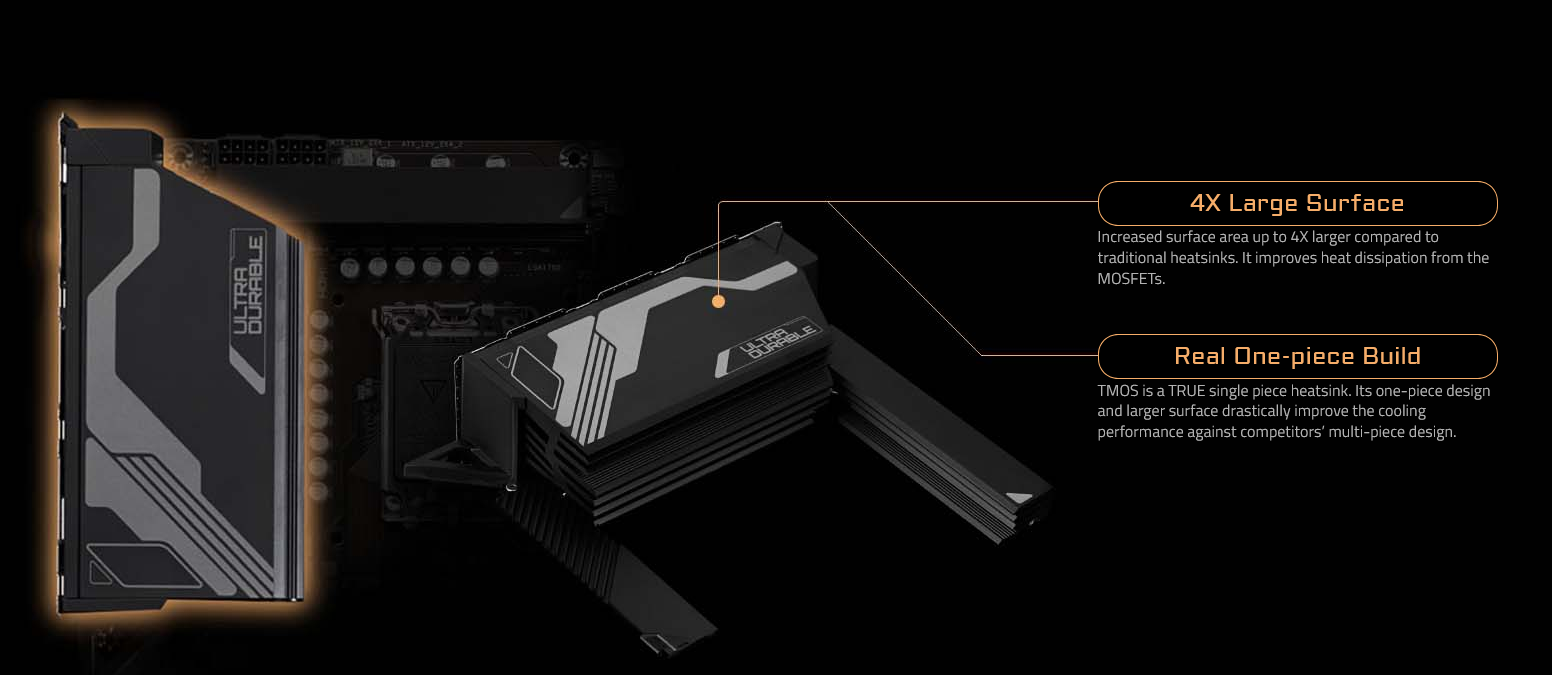 ATX_12V_2X4_2
LGA1700
ULTRA
DURABLE
ULTRA
DURABLE
4X Large Surface
Increased surface area up to 4X larger compared to
traditional heatsinks. It improves heat dissipation from the
MOSFETs.
Real One-piece Build
TMOS is a TRUE single piece heatsink. Its one-piece design
and larger surface drastically improve the cooling
performance against competitors’ multi-piece design.